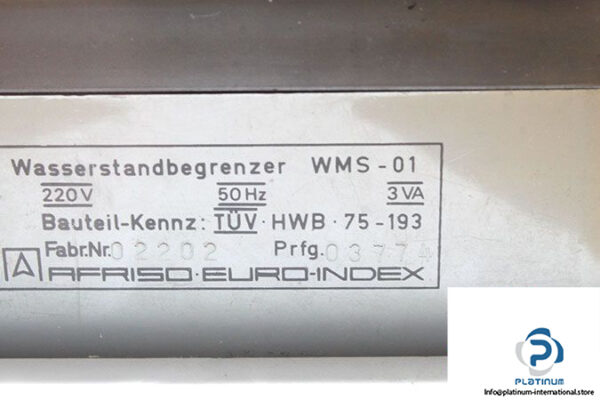 Wasserstandbegrenzer WMS-01
220V 50Hz 3VA
Bauteil-Kennz: TÜV·HWB·75-193
Fabr.Nr. 02202 Prfg. 03774
AFRISO·EURO-INDEX
PLATINUM
Info@platinum-international.store